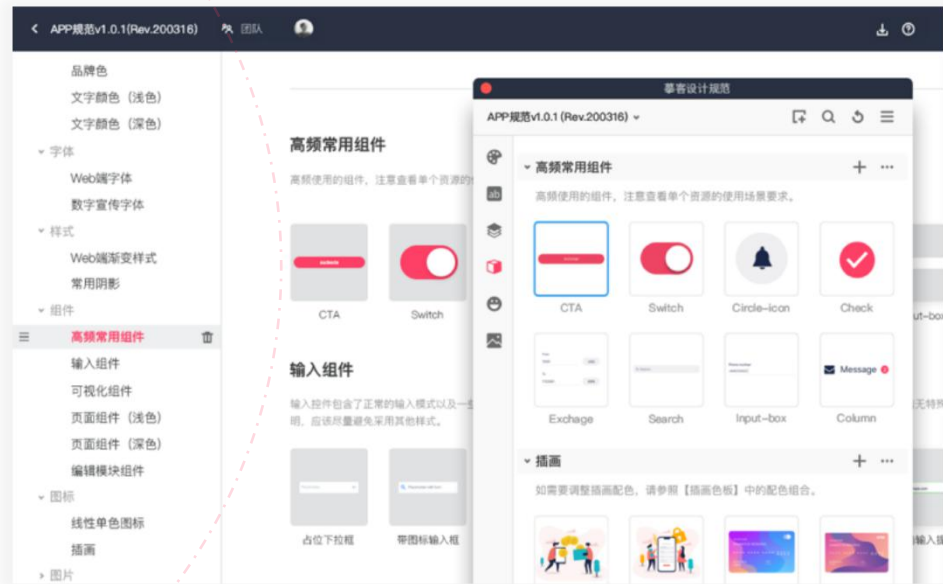 APP规范v1.0.1(Rev.200316)
团队
品牌色
文字颜色（浅色）
文字颜色（深色）
字体
Web端字体
数字宣传字体
样式
Web端渐变样式
常用阴影
组件
高频常用组件
输入组件
可视化组件
页面组件（浅色）
页面组件（深色）
编辑模块组件
图标
线性单色图标
插画
图片
高频常用组件
高频使用的组件，注意查看单个资源的
CTA
Switch
输入组件
输入控件包含了正常的输入模式以及一些
明，应该尽量避免采用其他样式。
占位下拉框
带图标输入框
摹客设计规范
APP规范v1.0.1 (Rev.200316)
ab
高频常用组件
高频使用的组件，注意查看单个资源的使用场景要求。
CTA
Switch
Circle-icon
Check
Message
Exchage
Search
Input-box
Column
插画
如需要调整插画配色，请参照【插画色板】中的配色组合。
ut-box
无特殊
输入提